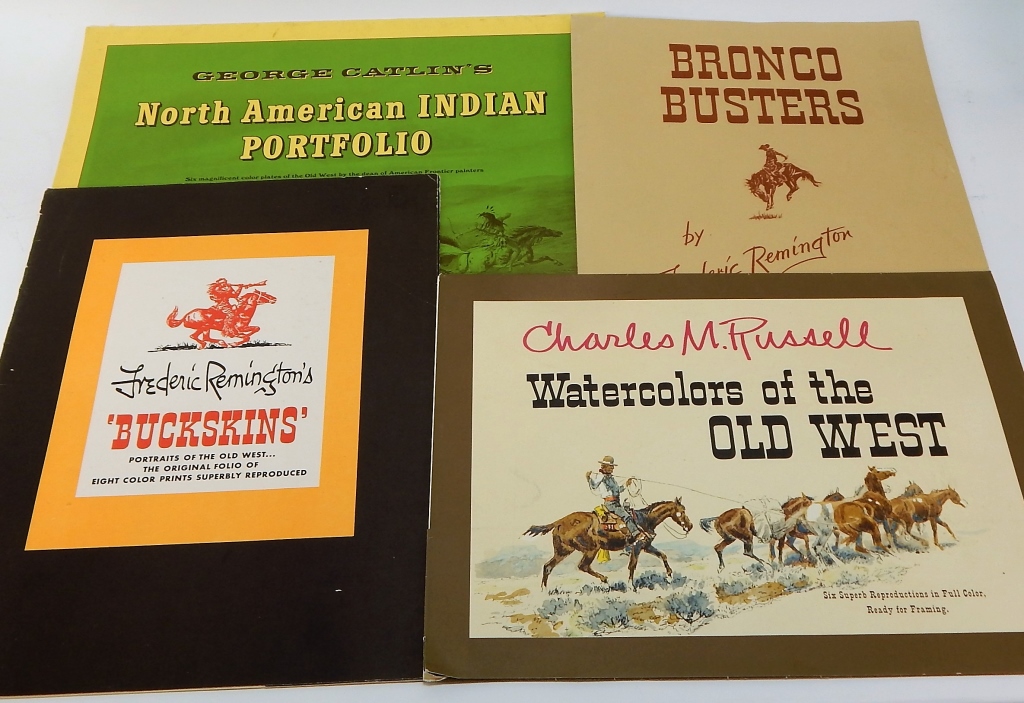 GEORGE CATLIN'S
North American INDIAN
PORTFOLIO
Six magnificent color plates of the Old West by the dean of American Frontier painters
BRONCO
BUSTERS
by
Frederic Remington
Frederic Remington's
'BUCKSKINS'
PORTRAITS OF THE OLD WEST...
THE ORIGINAL FOLIO OF
EIGHT COLOR PRINTS SUPERBLY REPRODUCED
Charles M. Russell
Watercolors of the
OLD WEST
Six Superb Reproductions in Full Color,
Ready for Framing.